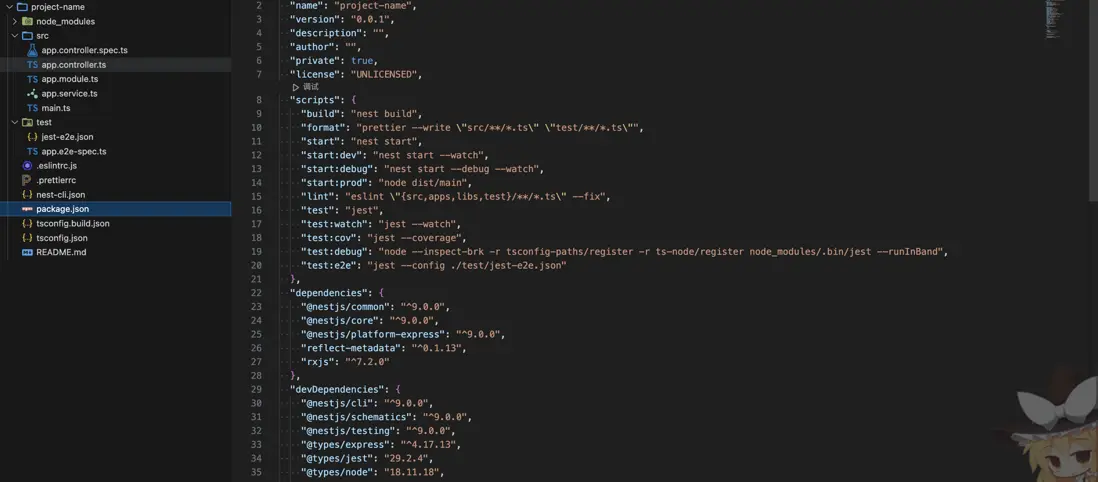 project-name
node_modules
src
app.controller.spec.ts
TS app.controller.ts
TS app.module.ts
app.service.ts
TS main.ts
test
{..} jest-e2e.json
TS app.e2e-spec.ts
.eslintrc.js
.prettierrc
{..} nest-cli.json
package.json
{..} tsconfig.build.json
{..} tsconfig.json
README.md
2 "name": "project-name",
3 "version": "0.0.1",
4 "description": "",
5 "author": "",
6 "private": true,
7 "license": "UNLICENSED",
调试
8 "scripts": {
9 "build": "nest build",
10 "format": "prettier --write \"src/**/*.ts\" \"test/**/*.ts\"",
11 "start": "nest start",
12 "start:dev": "nest start --watch",
13 "start:debug": "nest start --debug --watch",
14 "start:prod": "node dist/main",
15 "lint": "eslint \"{src,apps,libs,test}/**/*.ts\" --fix",
16 "test": "jest",
17 "test:watch": "jest --watch",
18 "test:cov": "jest --coverage",
19 "test:debug": "node --inspect-brk -r tsconfig-paths/register -r ts-node/register node_modules/.bin/jest --runInBand",
20 "test:e2e": "jest --config ./test/jest-e2e.json"
21 },
22 "dependencies": {
23 "@nestjs/common": "^9.0.0",
24 "@nestjs/core": "^9.0.0",
25 "@nestjs/platform-express": "^9.0.0",
26 "reflect-metadata": "^0.1.13",
27 "rxjs": "^7.2.0"
28 },
29 "devDependencies": {
30 "@nestjs/cli": "^9.0.0",
31 "@nestjs/schematics": "^9.0.0",
32 "@nestjs/testing": "^9.0.0",
33 "@types/express": "^4.17.13",
34 "@types/jest": "29.2.4",
35 "@types/node": "18.11.18",